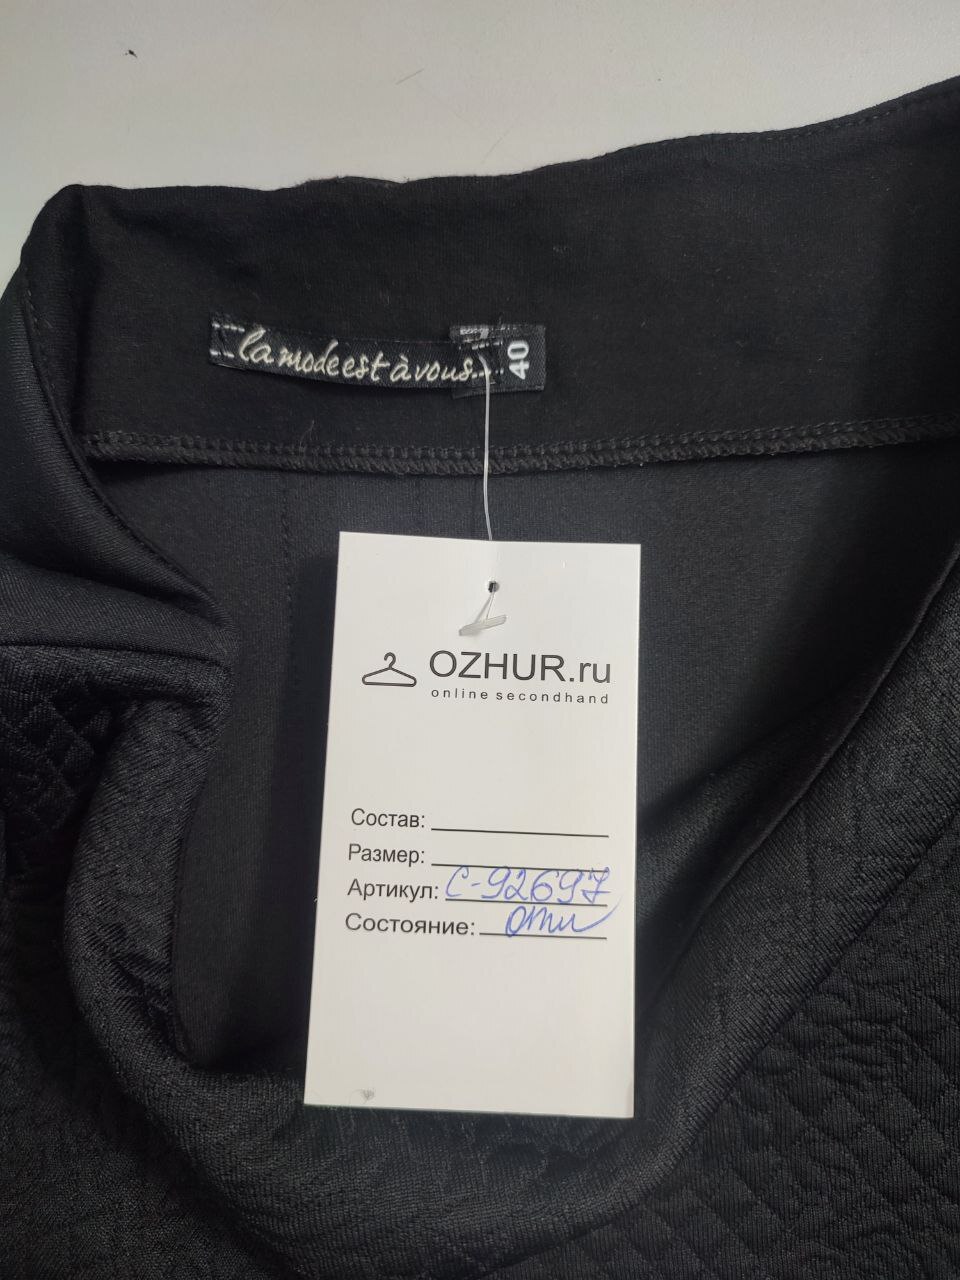 la mode est à vous...
40
OZHUR.ru
online secondhand
Состав:
Размер:
Артикул: С-92697
Состояние: отл